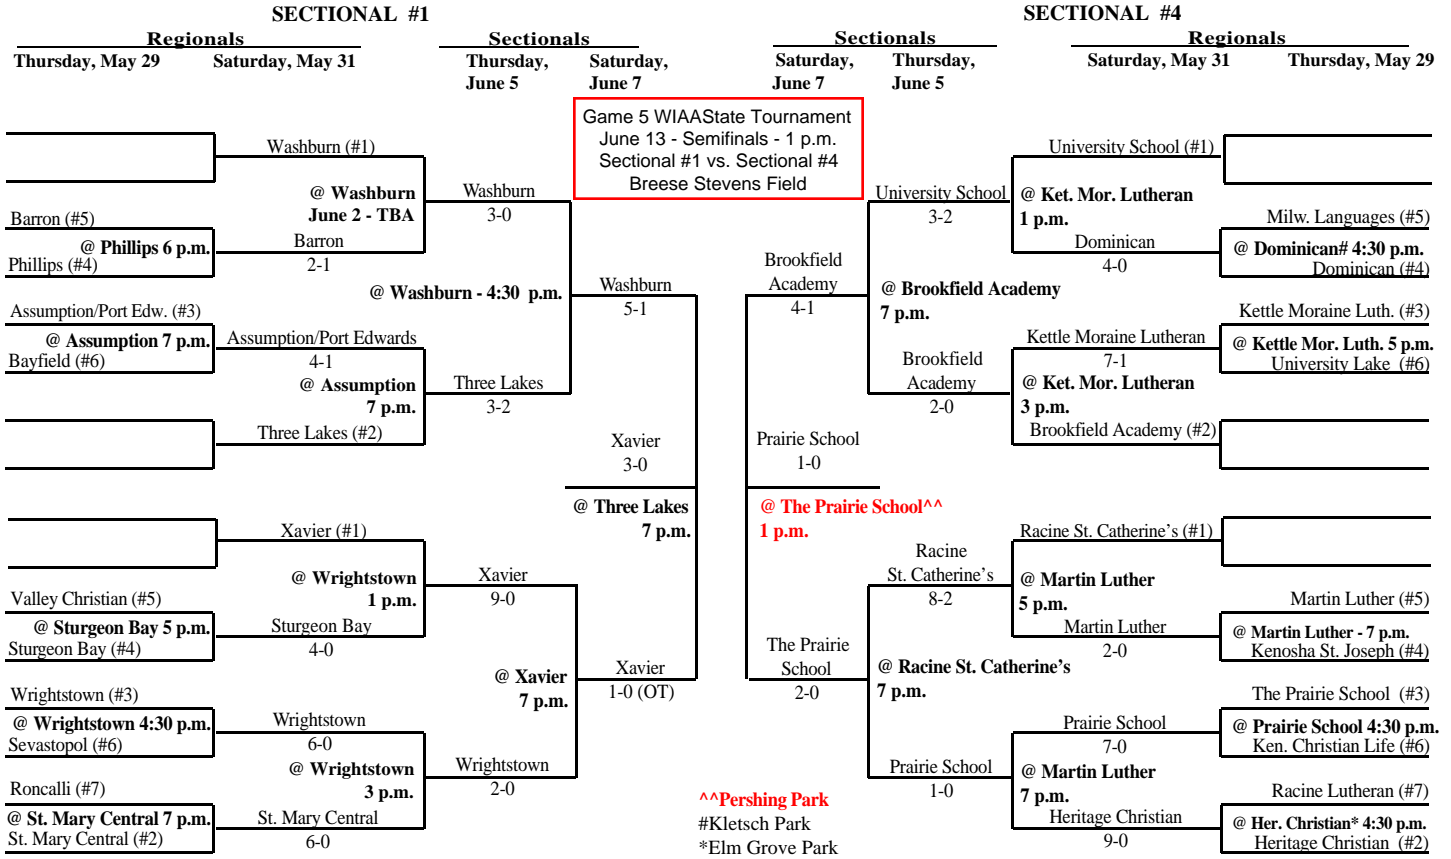 SECTIONAL #1
Regionals
Sectionals
Thursday, May 29
Saturday, May 31
Thursday,
June 5
Saturday,
June 7
Washburn (#1)
@ Washburn
June 2 - TBA
Barron (#5)
@ Phillips 6 p.m.
Phillips (#4)
Barron
2-1
Washburn
3-0
@ Washburn - 4:30 p.m.
Assumption/Port Edw. (#3)
@ Assumption 7 p.m.
Bayfield (#6)
Assumption/Port Edwards
4-1
@ Assumption
7 p.m.
Three Lakes
3-2
Three Lakes (#2)
Washburn
5-1
Xavier
3-0
@ Three Lakes
7 p.m.
Xavier (#1)
@ Wrightstown
1 p.m.
Xavier
9-0
Valley Christian (#5)
@ Sturgeon Bay 5 p.m.
Sturgeon Bay (#4)
Sturgeon Bay
4-0
@ Xavier
7 p.m.
Xavier
1-0 (OT)
Wrightstown (#3)
@ Wrightstown 4:30 p.m.
Sevastopol (#6)
Wrightstown
6-0
@ Wrightstown
3 p.m.
Wrightstown
2-0
Roncalli (#7)
@ St. Mary Central 7 p.m.
St. Mary Central (#2)
St. Mary Central
6-0
Game 5 WIAAState Tournament
June 13 - Semifinals - 1 p.m.
Sectional #1 vs. Sectional #4
Breese Stevens Field
SECTIONAL #4
Sectionals
Regionals
Saturday,
June 7
Thursday,
June 5
Saturday, May 31
Thursday, May 29
University School (#1)
University School
3-2
@ Ket. Mor. Lutheran
1 p.m.
Milw. Languages (#5)
@ Dominican# 4:30 p.m.
Dominican (#4)
Dominican
4-0
Brookfield
Academy
4-1
@ Brookfield Academy
7 p.m.
Kettle Moraine Luth. (#3)
@ Kettle Mor. Luth. 5 p.m.
University Lake (#6)
Kettle Moraine Lutheran
7-1
Brookfield
Academy
2-0
@ Ket. Mor. Lutheran
3 p.m.
Brookfield Academy (#2)
Prairie School
1-0
@ The Prairie School^^
1 p.m.
Racine St. Catherine's (#1)
Racine
St. Catherine's
8-2
@ Martin Luther
5 p.m.
Martin Luther (#5)
@ Martin Luther - 7 p.m.
Kenosha St. Joseph (#4)
Martin Luther
2-0
The Prairie
School
2-0
@ Racine St. Catherine's
7 p.m.
The Prairie School (#3)
@ Prairie School 4:30 p.m.
Ken. Christian Life (#6)
Prairie School
7-0
Prairie School
1-0
@ Martin Luther
7 p.m.
Racine Lutheran (#7)
@ Her. Christian* 4:30 p.m.
Heritage Christian (#2)
Heritage Christian
9-0
^^Pershing Park
#Kletsch Park
*Elm Grove Park